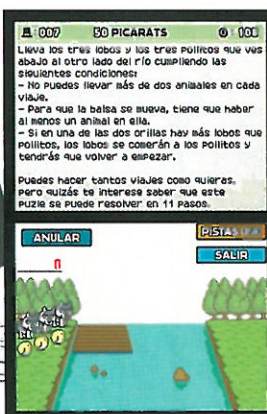 007 50 PICARATS 108
Lleva los tres lobos y los tres pollitos que ves
abajo al otro lado del río cumpliendo las
siguientes condiciones:
- No puedes llevar más de dos animales en cada
viaje.
- Para que la balsa se mueva, tiene que haber
al menos un animal en ella.
- Si en una de las dos orillas hay más lobos que
pollitos, los lobos se comerán a los pollitos y
tendrás que volver a empezar.
Puedes hacer tantos viajes como quieras,
pero quizás te interese saber que este
puzle se puede resolver en 11 pasos.
ANULAR
PISTAS
SALIR
0